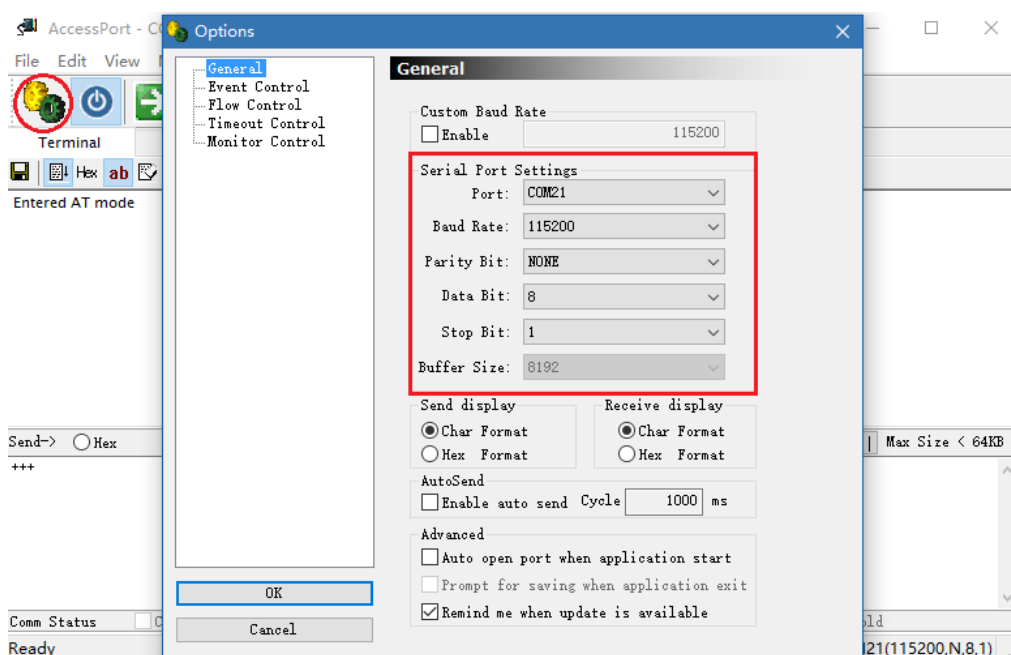 AccessPort - CO
Options
File Edit View
General
Event Control
Flow Control
Timeout Control
Monitor Control
General
Custom Baud Rate
Enable 115200
Terminal
Hex ab
Serial Port Settings
Port: COM21
Entered AT mode
Baud Rate: 115200
Parity Bit: NONE
Data Bit: 8
Stop Bit: 1
Buffer Size: 8192
Send display
Char Format
Hex Format
Receive display
Char Format
Hex Format
Send-> Hex
Max Size < 64KB
+++
AutoSend
Enable auto send Cycle 1000 ms
Advanced
Auto open port when application start
Prompt for saving when application exit
Remind me when update is available
OK
Cancel
Comm Status
Ready
21(115200,N,8,1)